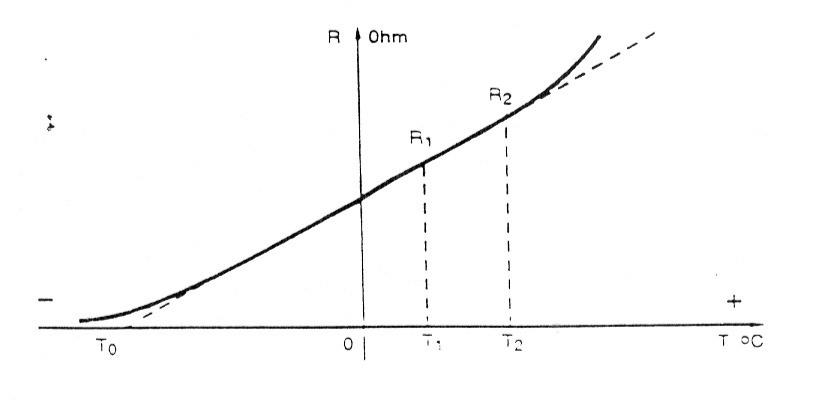 R Ohm
R2
R1
− +
T0 0 T1 T2 T °C